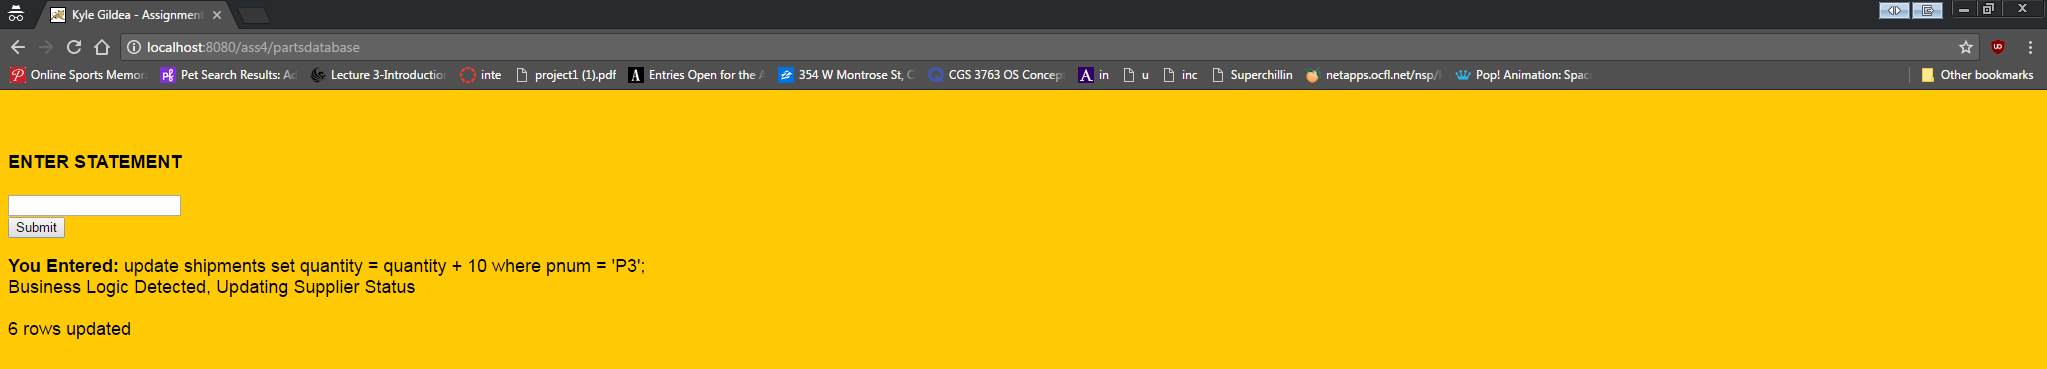 Kyle Gildea - Assignment
localhost:8080/ass4/partsdatabase
Online Sports Memor Pet Search Results: Ad Lecture 3-Introduction inte project1 (1).pdf Entries Open for the A 354 W Montrose St, C CGS 3763 OS Concep in u inc Superchillin netapps.ocfl.net/nsp/ Pop! Animation: Spac Other bookmarks
ENTER STATEMENT
Submit
You Entered: update shipments set quantity = quantity + 10 where pnum = 'P3';
Business Logic Detected, Updating Supplier Status
6 rows updated